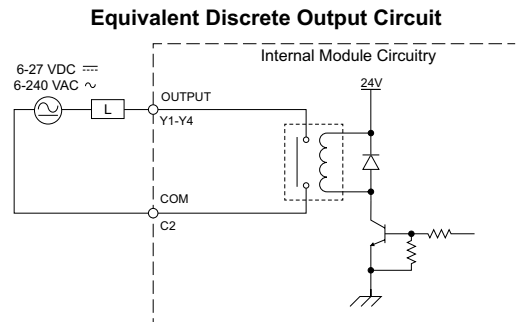 Equivalent Discrete Output Circuit
Internal Module Circuitry
6-27 VDC ⎓
6-240 VAC ∿
24V
L
OUTPUT
Y1-Y4
COM
C2